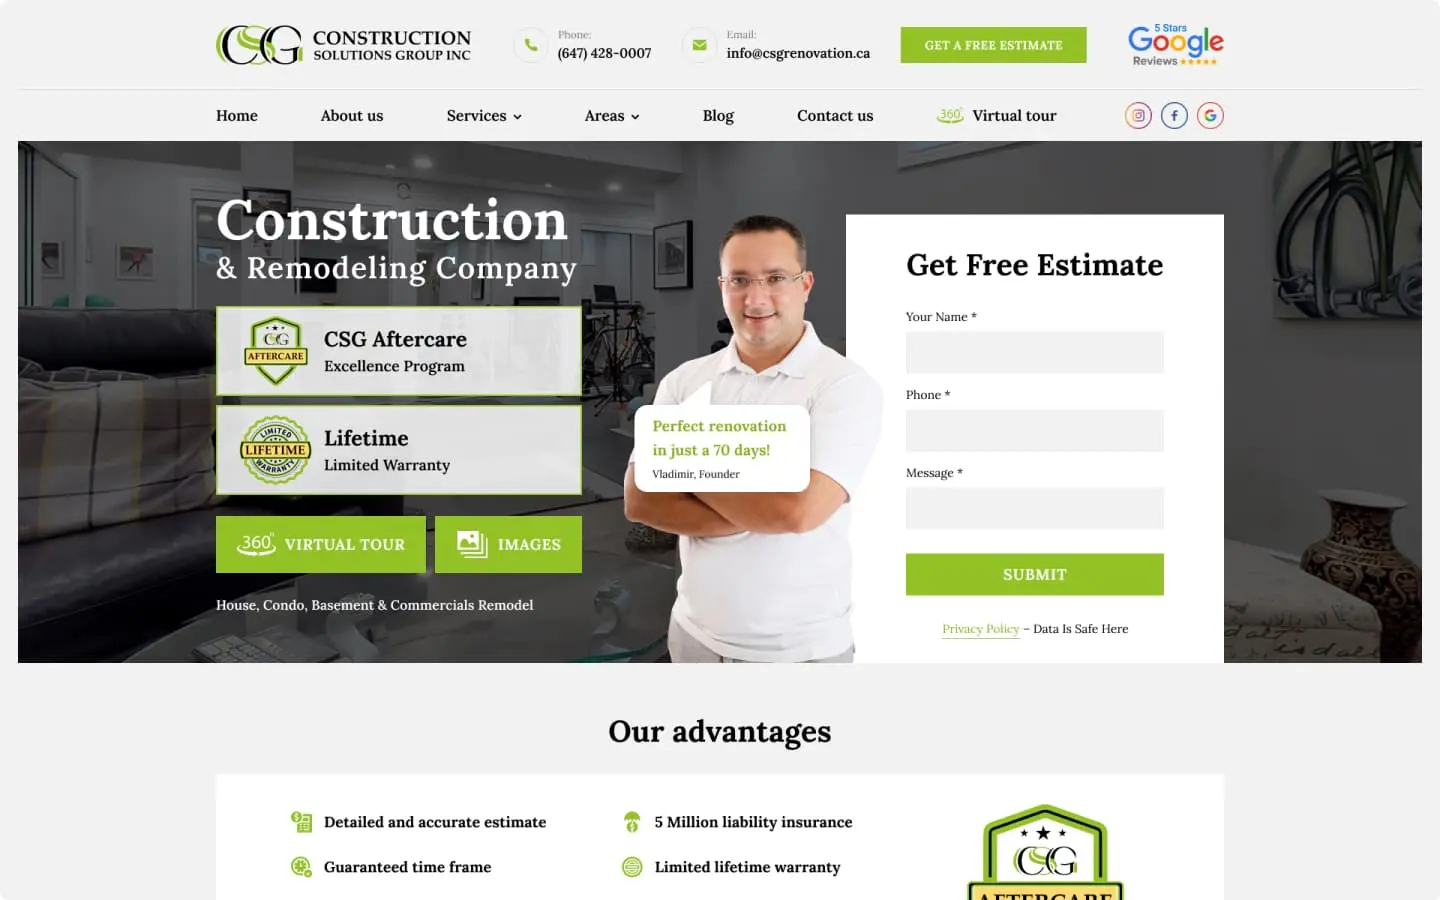 CSG CONSTRUCTION
SOLUTIONS GROUP INC
Phone:
(647) 428-0007
Email:
info@csgrenovation.ca
GET A FREE ESTIMATE
5 Stars
Google
Reviews
Home
About us
Services
Areas
Blog
Contact us
360°
Virtual tour
Construction
& Remodeling Company
CSG
AFTERCARE
CSG Aftercare
Excellence Program
LIMITED
LIFETIME
WARRANTY
Lifetime
Limited Warranty
360° VIRTUAL TOUR
IMAGES
House, Condo, Basement & Commercials Remodel
Perfect renovation
in just a 70 days!
Vladimir, Founder
Get Free Estimate
Your Name *
Phone *
Message *
SUBMIT
Privacy Policy – Data Is Safe Here
Our advantages
Detailed and accurate estimate
5 Million liability insurance
Guaranteed time frame
Limited lifetime warranty
CSG
AFTERCARE